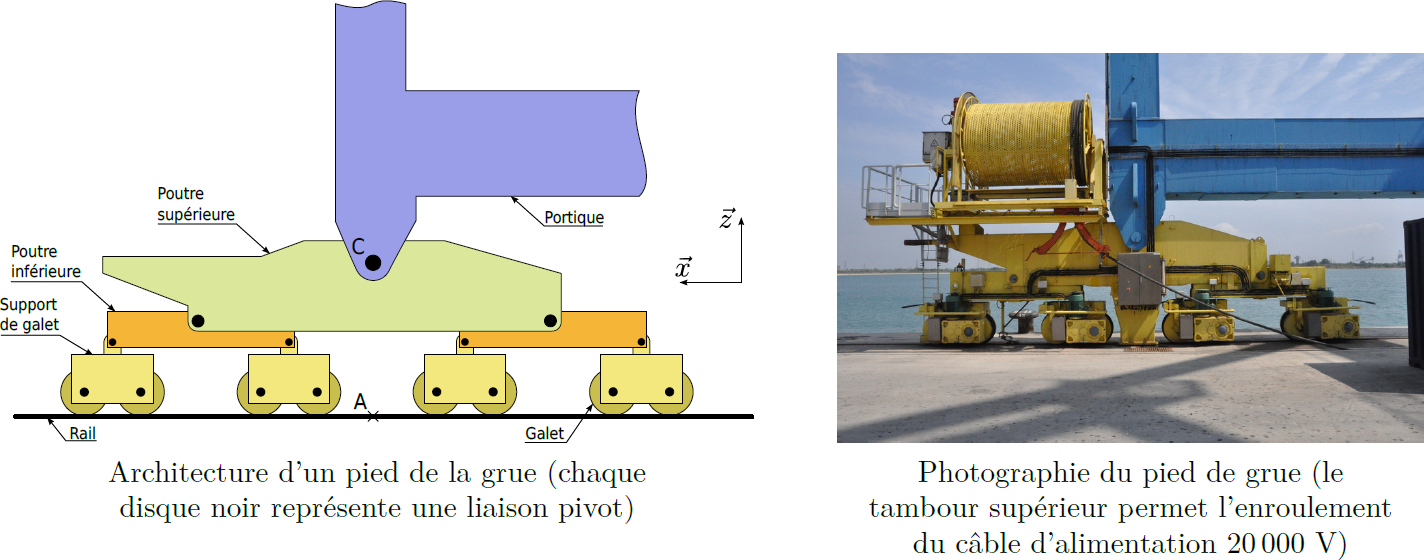 Poutre
supérieure
Portique
z
x
C
Poutre
inférieure
Support
de galet
A
Rail
Galet
Architecture d'un pied de la grue (chaque
disque noir représente une liaison pivot)
Photographie du pied de grue (le
tambour supérieur permet l'enroulement
du câble d'alimentation 20 000 V)